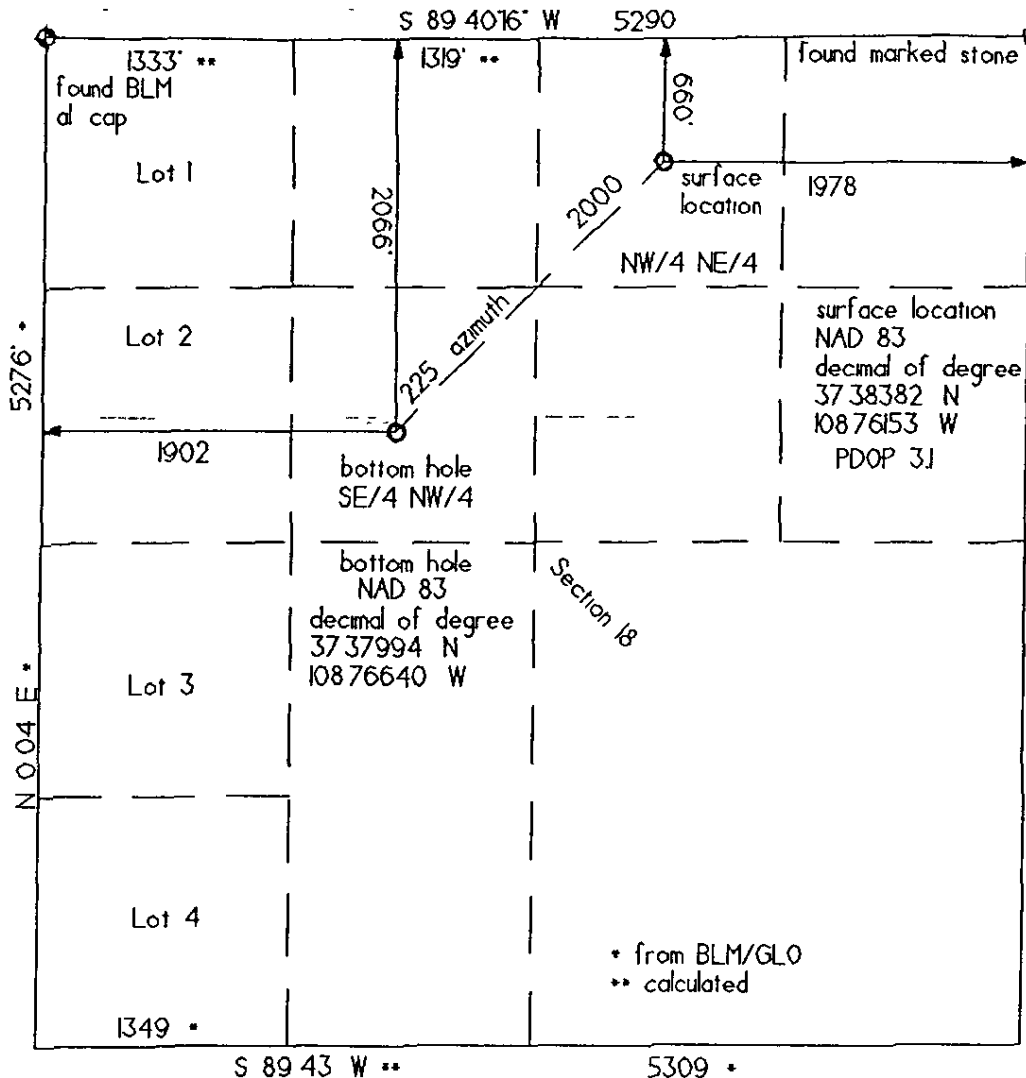 S 89 4016" W 5290
1333' **
1319' **
found marked stone
found BLM
al cap
Lot 1
660'
surface
location
1978
2066'
2000
NW/4 NE/4
Lot 2
225 azimuth
surface location
NAD 83
decimal of degree
37 38382 N
108 76153 W
PDOP 3.1
5276' *
1902
bottom hole
SE/4 NW/4
bottom hole
NAD 83
decimal of degree
37 37994 N
108 76640 W
Section 18
Lot 3
N 0 04 E *
Lot 4
* from BLM/GLO
** calculated
1349 *
S 89 43 W **
5309 *